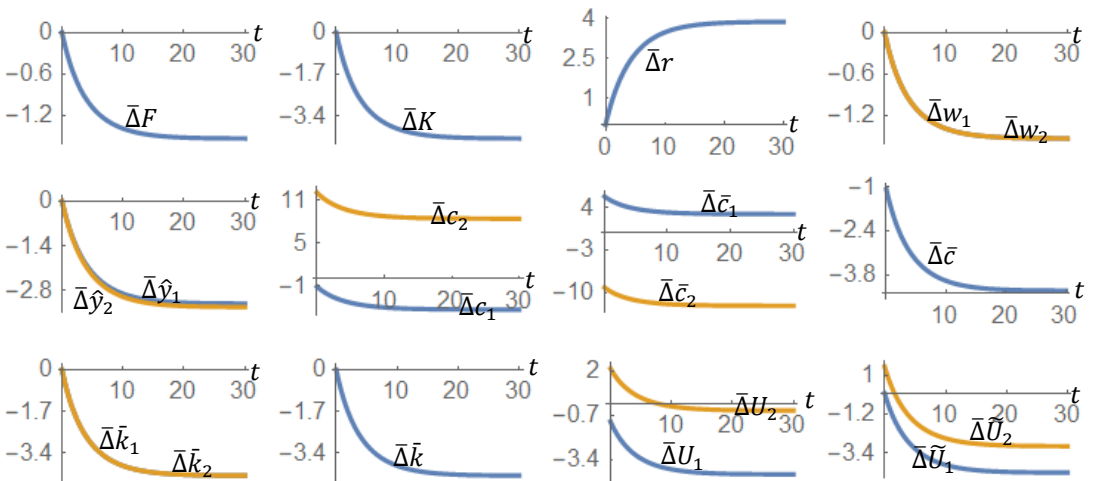 0 t 0 t 4 0 t
10 20 30 10 20 30 2.5 Δ̄r 10 20 30
−0.6 −1.7 1 −0.6
−1.2 Δ̄F −3.4 Δ̄K t −1.2 Δ̄w₁ Δ̄w₂
0 10 20 30
0 t 11 Δ̄c₂ 4 Δ̄c̄₁ t −1
10 20 30 5 −3 10 20 30 −2.4
−1.4 t Δ̄c̄
−2.8 Δ̄ŷ₂ Δ̄ŷ₁ −1 10 20 30 −10 Δ̄c̄₂ −3.8 t
Δ̄c₁ 10 20 30
0 t 0 t 2 t 1 t
10 20 30 10 20 30 −0.7 10 20 30 Δ̄U₂ −1.2 10 20 30
−1.7 −1.7
−3.4 Δ̄k̄₁ Δ̄k̄₂ −3.4 Δ̄k̄ −3.4 Δ̄U₁ −3.4 Δ̄Ũ₁ Δ̄Ũ₂